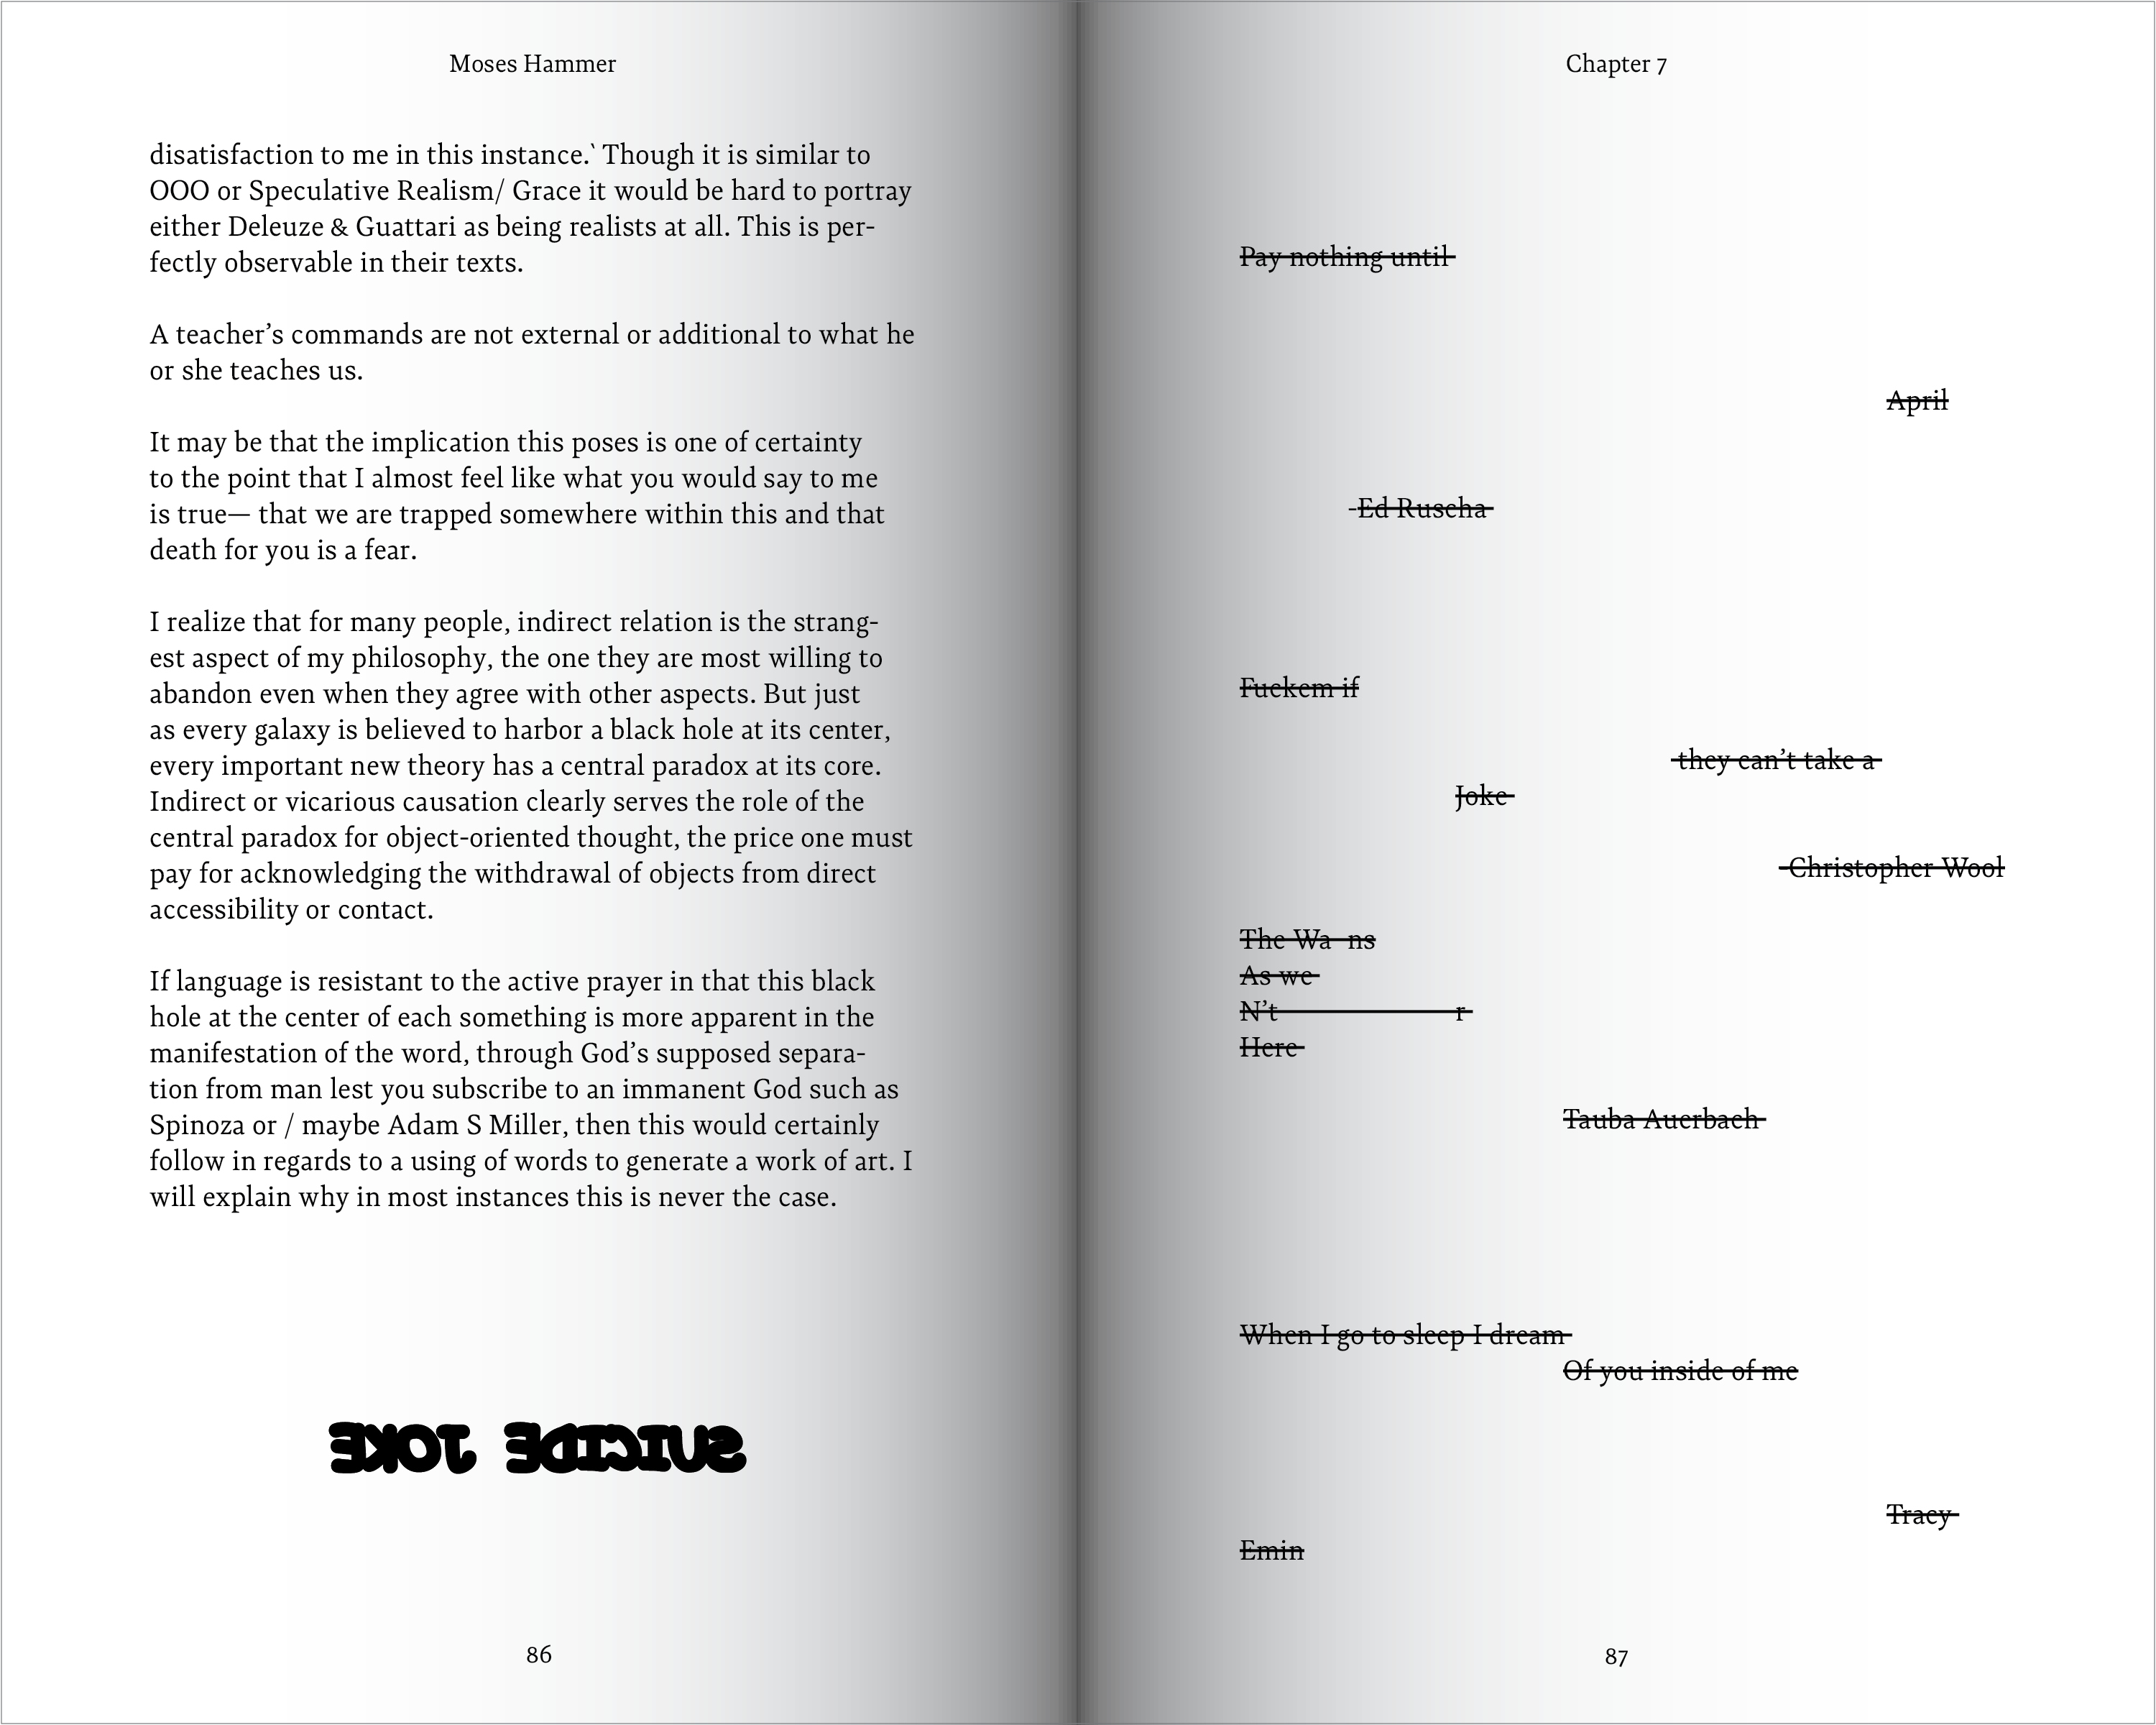 Moses Hammer
disatisfaction to me in this instance.` Though it is similar to
OOO or Speculative Realism/ Grace it would be hard to portray
either Deleuze & Guattari as being realists at all. This is per-
fectly observable in their texts.
A teacher’s commands are not external or additional to what he
or she teaches us.
It may be that the implication this poses is one of certainty
to the point that I almost feel like what you would say to me
is true— that we are trapped somewhere within this and that
death for you is a fear.
I realize that for many people, indirect relation is the strang-
est aspect of my philosophy, the one they are most willing to
abandon even when they agree with other aspects. But just
as every galaxy is believed to harbor a black hole at its center,
every important new theory has a central paradox at its core.
Indirect or vicarious causation clearly serves the role of the
central paradox for object-oriented thought, the price one must
pay for acknowledging the withdrawal of objects from direct
accessibility or contact.
If language is resistant to the active prayer in that this black
hole at the center of each something is more apparent in the
manifestation of the word, through God’s supposed separa-
tion from man lest you subscribe to an immanent God such as
Spinoza or / maybe Adam S Miller, then this would certainly
follow in regards to a using of words to generate a work of art. I
will explain why in most instances this is never the case.
SUICIDE JOKE
86
Chapter 7
Pay nothing until
April
-Ed Ruscha
Fuckem if
they can’t take a
Joke
-Christopher Wool
The Wa ns
As we
N’t r
Here
Tauba Auerbach
When I go to sleep I dream
Of you inside of me
Tracy
Emin
87